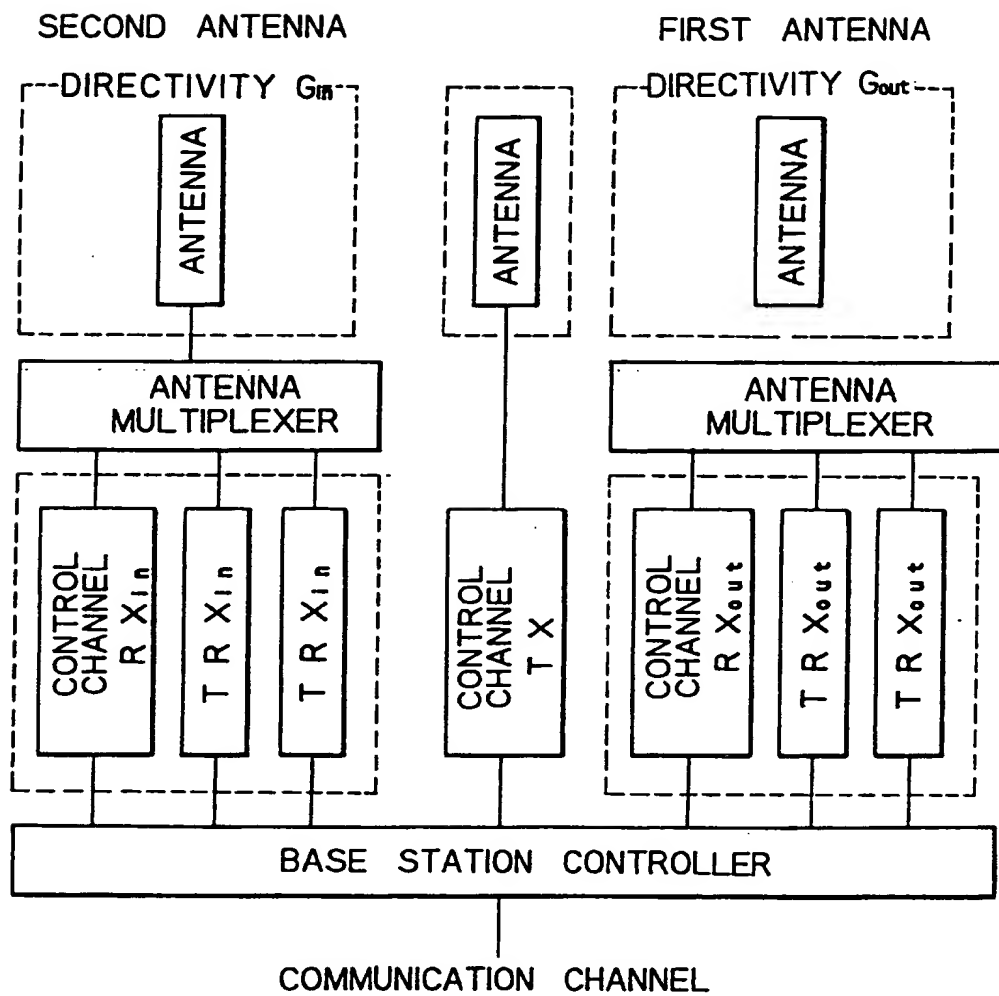 SECOND ANTENNA
FIRST ANTENNA
DIRECTIVITY Gin
DIRECTIVITY Gout
ANTENNA
ANTENNA
ANTENNA
ANTENNA
MULTIPLEXER
ANTENNA
MULTIPLEXER
CONTROL
CHANNEL
R Xin
T R Xin
T R Xin
CONTROL
CHANNEL
T X
CONTROL
CHANNEL
R Xout
T R Xout
T R Xout
BASE STATION CONTROLLER
COMMUNICATION CHANNEL